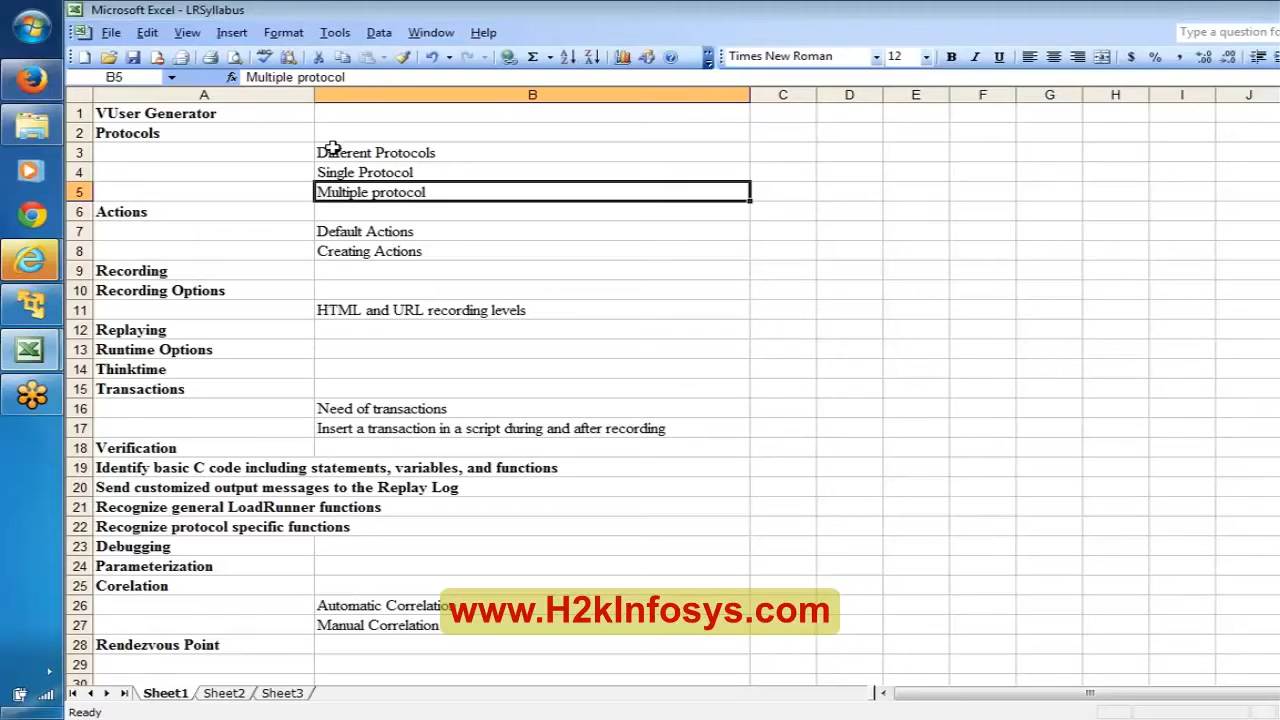 Microsoft Excel - LRSyllabus
File Edit View Insert Format Tools Data Window Help Type a question for
Times New Roman 12 B I U $ % ,
B5 fx Multiple protocol
A B C D E F G H I J
1 VUser Generator
2 Protocols
3 Different Protocols
4 Single Protocol
5 Multiple protocol
6 Actions
7 Default Actions
8 Creating Actions
9 Recording
10 Recording Options
11 HTML and URL recording levels
12 Replaying
13 Runtime Options
14 Thinktime
15 Transactions
16 Need of transactions
17 Insert a transaction in a script during and after recording
18 Verification
19 Identify basic C code including statements, variables, and functions
20 Send customized output messages to the Replay Log
21 Recognize general LoadRunner functions
22 Recognize protocol specific functions
23 Debugging
24 Parameterization
25 Corelation
26 Automatic Correlatio
www.H2kInfosys.com
27 Manual Correlation
28 Rendezvous Point
29
30
Sheet1 Sheet2 Sheet3
Ready